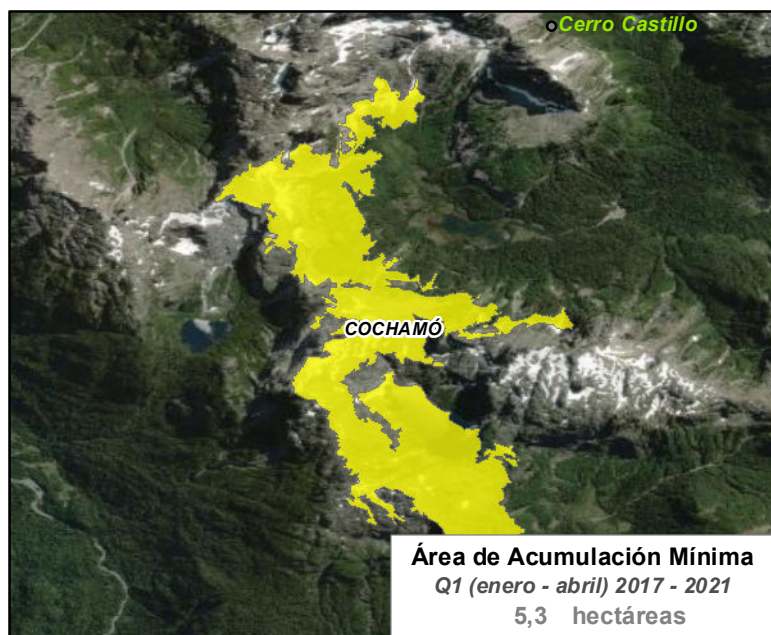 Cerro Castillo
COCHAMÓ
Área de Acumulación Mínima
Q1 (enero - abril) 2017 - 2021
5,3 hectáreas